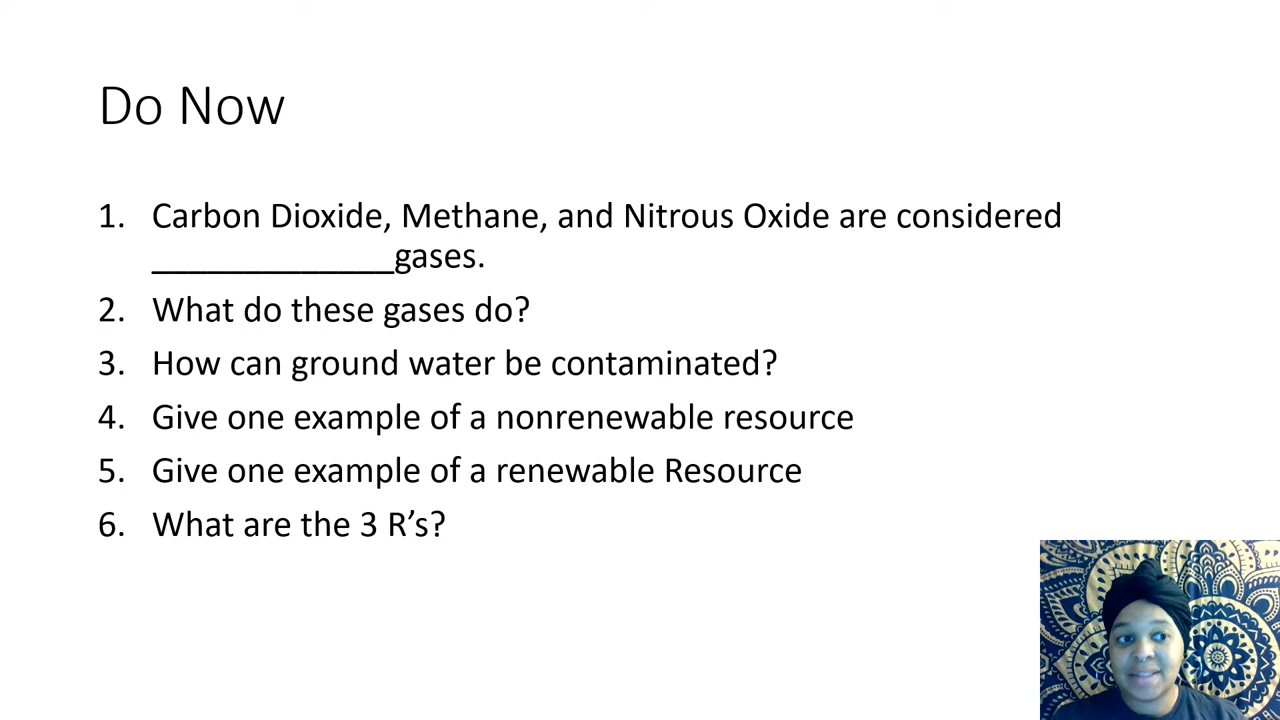 Do Now
1. Carbon Dioxide, Methane, and Nitrous Oxide are considered
_____________gases.
2. What do these gases do?
3. How can ground water be contaminated?
4. Give one example of a nonrenewable resource
5. Give one example of a renewable Resource
6. What are the 3 R’s?